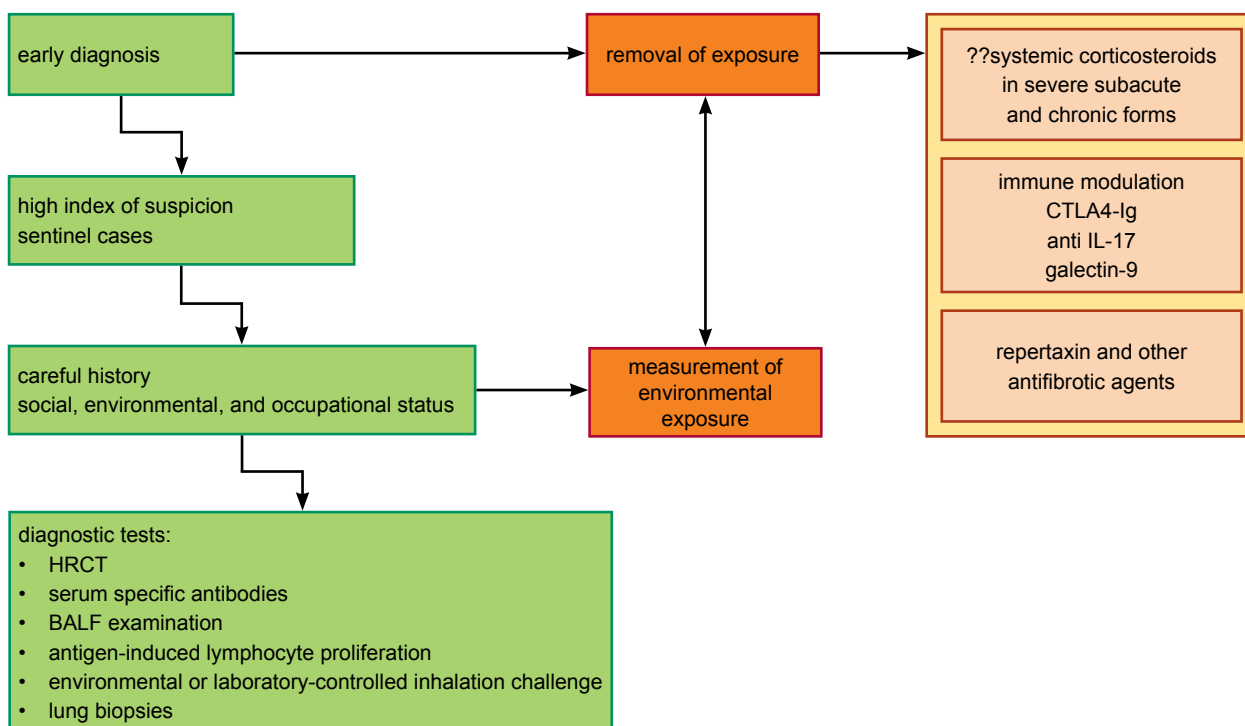 early diagnosis
removal of exposure
??systemic corticosteroids
in severe subacute
and chronic forms
high index of suspicion
sentinel cases
immune modulation
CTLA4-Ig
anti IL-17
galectin-9
careful history
social, environmental, and occupational status
measurement of
environmental
exposure
repertaxin and other
antifibrotic agents
diagnostic tests:
• HRCT
• serum specific antibodies
• BALF examination
• antigen-induced lymphocyte proliferation
• environmental or laboratory-controlled inhalation challenge
• lung biopsies